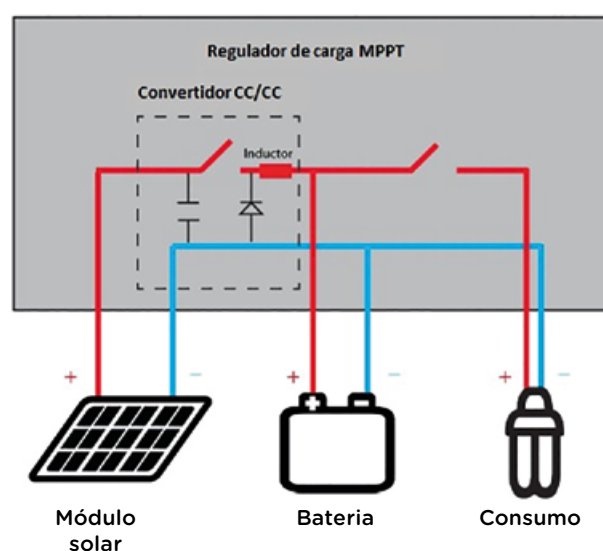 Regulador de carga MPPT
Convertidor CC/CC
Inductor
+
−
+
−
+
−
Módulo
solar
Bateria
Consumo